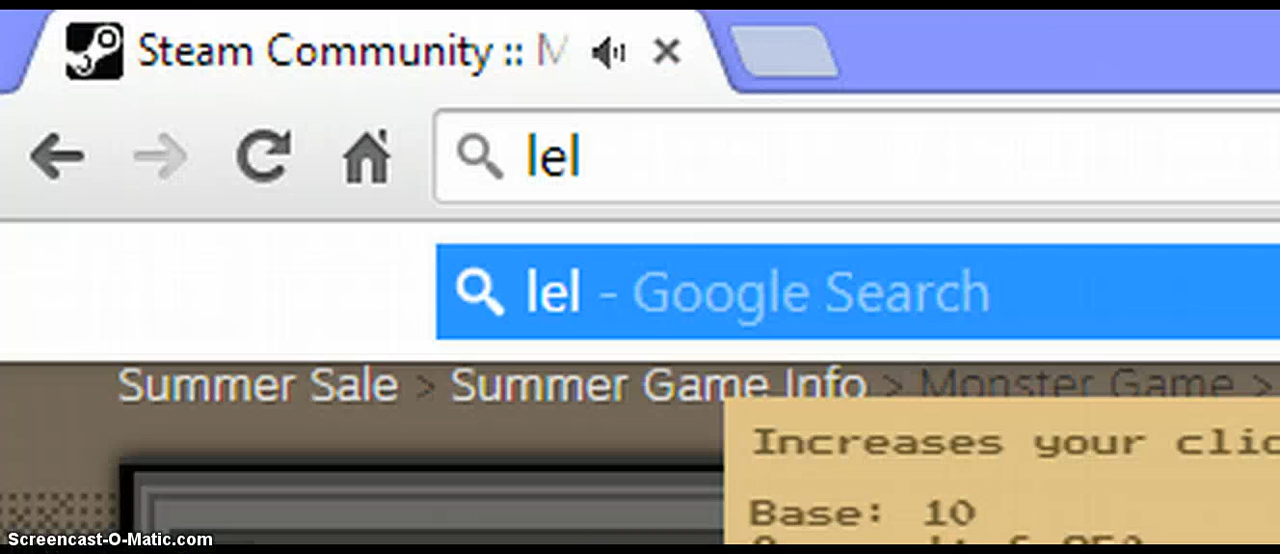 Steam Community :: M
lel
lel - Google Search
Summer Sale > Summer Game Info > Monster Game >
Increases your clic
Base: 10
Screencast-O-Matic.com